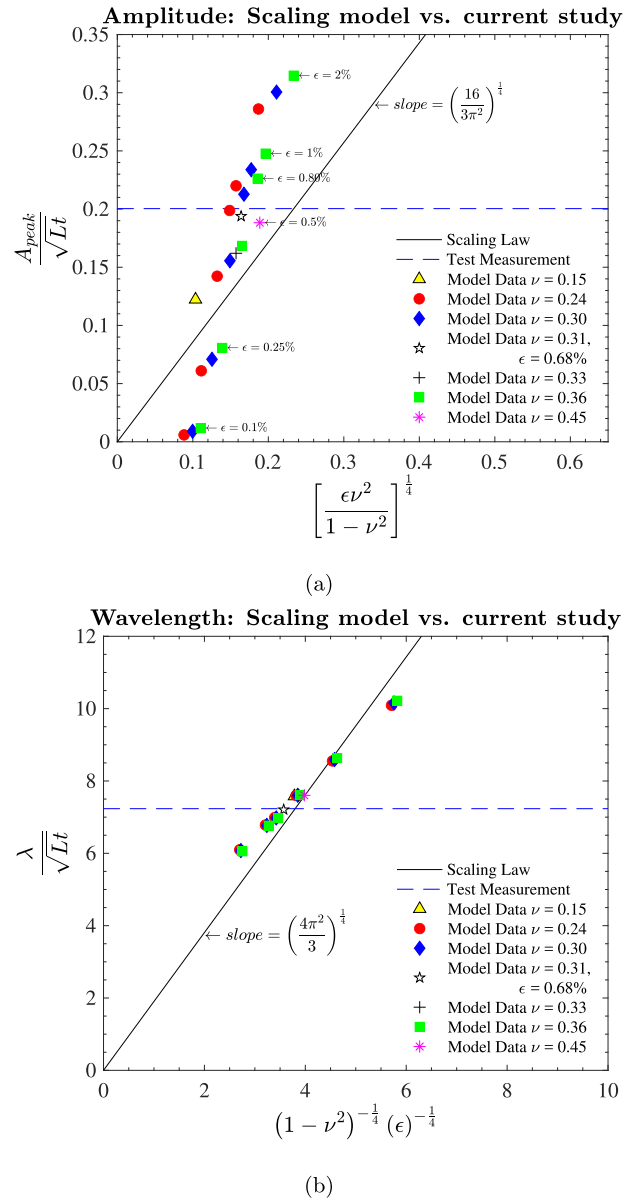 Amplitude: Scaling model vs. current study
0.35
0.3
0.25
0.2
0.15
0.1
0.05
0
A_{peak} / \sqrt{Lt}
← ϵ = 2%
← slope = (16 / 3π²)^{1/4}
← ϵ = 1%
← ϵ = 0.80%
← ϵ = 0.5%
← ϵ = 0.25%
← ϵ = 0.1%
Scaling Law
Test Measurement
Model Data ν = 0.15
Model Data ν = 0.24
Model Data ν = 0.30
Model Data ν = 0.31,
ϵ = 0.68%
Model Data ν = 0.33
Model Data ν = 0.36
Model Data ν = 0.45
0 0.1 0.2 0.3 0.4 0.5 0.6
[ϵν² / 1 − ν²]^{1/4}
(a)
Wavelength: Scaling model vs. current study
12
10
8
6
4
2
0
λ / \sqrt{Lt}
← slope = (4π² / 3)^{1/4}
Scaling Law
Test Measurement
Model Data ν = 0.15
Model Data ν = 0.24
Model Data ν = 0.30
Model Data ν = 0.31,
ϵ = 0.68%
Model Data ν = 0.33
Model Data ν = 0.36
Model Data ν = 0.45
0 2 4 6 8 10
(1 − ν²)^{−1/4} (ϵ)^{−1/4}
(b)